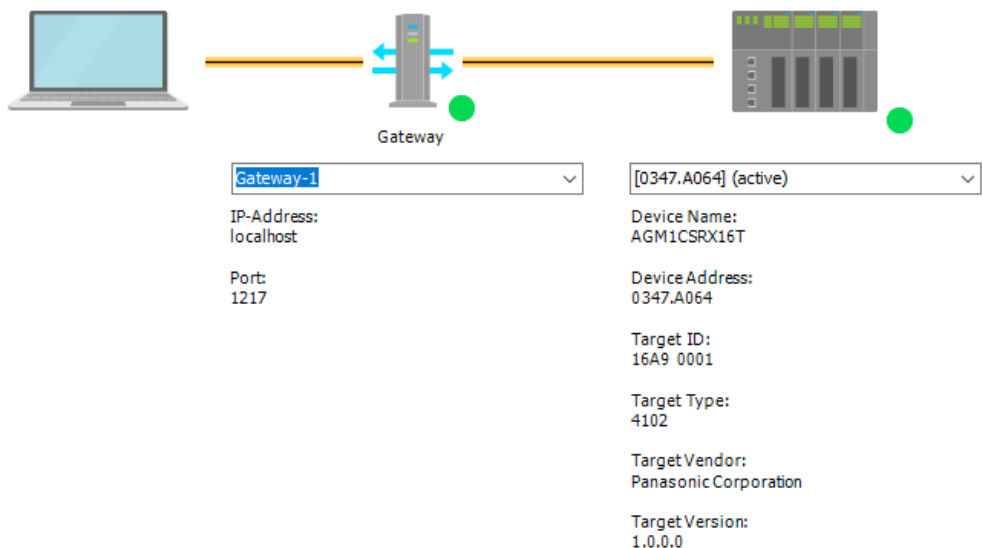 Gateway
Gateway-1
IP-Address:
localhost
Port:
1217
[0347.A064] (active)
Device Name:
AGM1CSRX16T
Device Address:
0347.A064
Target ID:
16A9 0001
Target Type:
4102
Target Vendor:
Panasonic Corporation
Target Version:
1.0.0.0